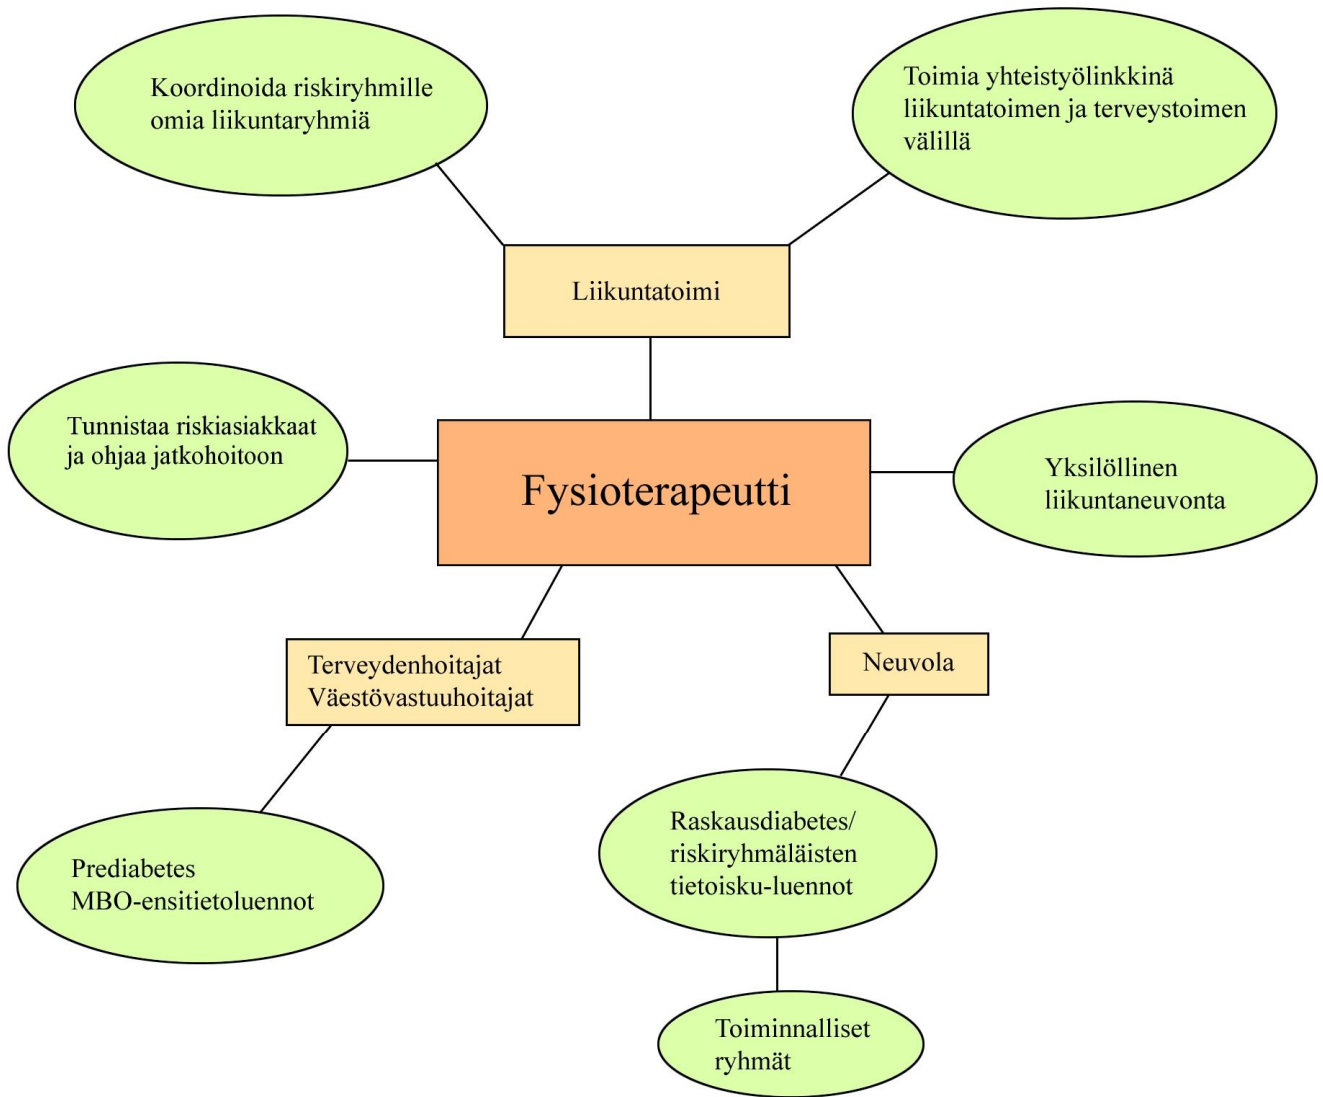 Koordinoida riskiryhmille
omia liikuntaryhmiä
Toimia yhteistyölinkkinä
liikuntatoimen ja terveystoimen
välillä
Liikuntatoimi
Tunnistaa riskiasiakkaat
ja ohjaa jatkohoitoon
Fysioterapeutti
Yksilöllinen
liikuntaneuvonta
Terveydenhoitajat
Väestövastuuhoitajat
Neuvola
Prediabetes
MBO-ensitietoluennot
Raskausdiabetes/
riskiryhmäläisten
tietoisku-luennot
Toiminnalliset
ryhmät